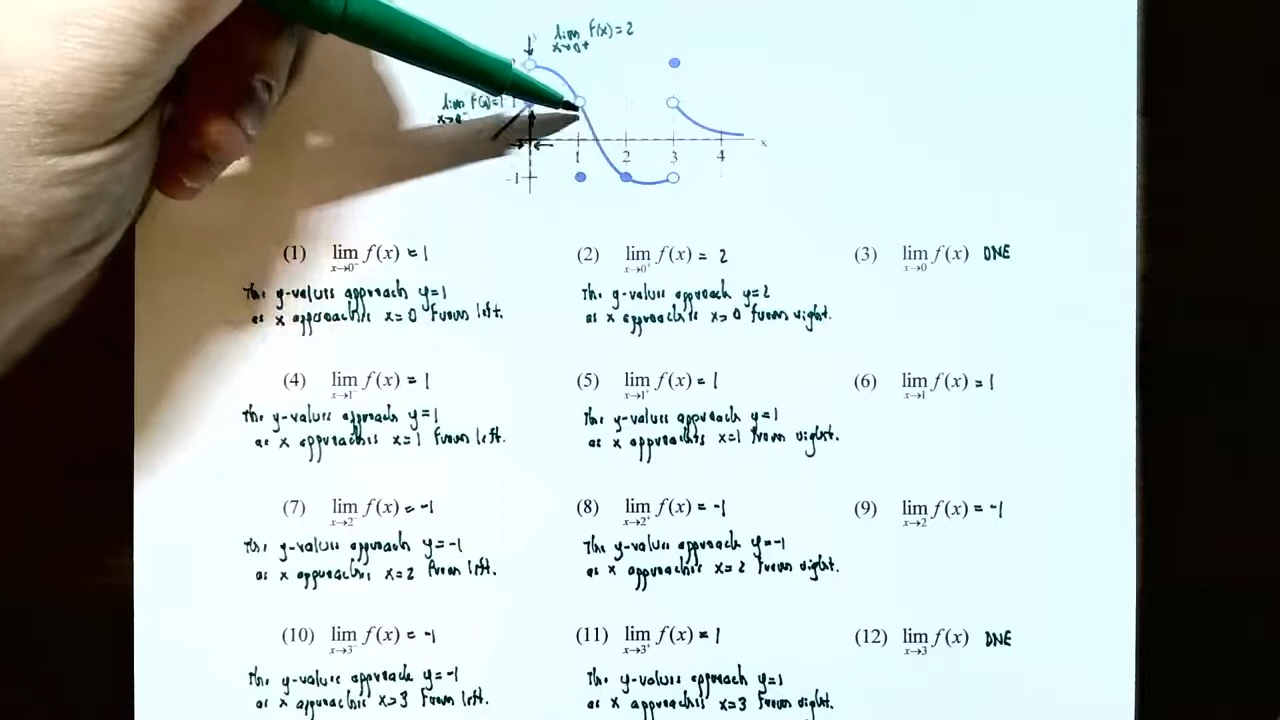 lim f(x) = 2
x→0+
lim f(x)=1
x→0-
1 2 3 4 x
-1
(1) lim f(x) = 1 (2) lim f(x) = 2 (3) lim f(x) DNE
x→0⁻ x→0⁺ x→0
The y-values approach y=1 The y-values approach y=2
as x approaches x=0 from left. as x approaches x=0 from right.
(4) lim f(x) = 1 (5) lim f(x) = 1 (6) lim f(x) = 1
x→1⁻ x→1⁺ x→1
The y-values approach y=1 The y-values approach y=1
as x approaches x=1 from left. as x approaches x=1 from right.
(7) lim f(x) = -1 (8) lim f(x) = -1 (9) lim f(x) = -1
x→2⁻ x→2⁺ x→2
The y-values approach y=-1 The y-values approach y=-1
as x approaches x=2 from left. as x approaches x=2 from right.
(10) lim f(x) = -1 (11) lim f(x) = 1 (12) lim f(x) DNE
x→3⁻ x→3⁺ x→3
The y-values approach y=-1 The y-values approach y=1
as x approaches x=3 from left. as x approaches x=3 from right.